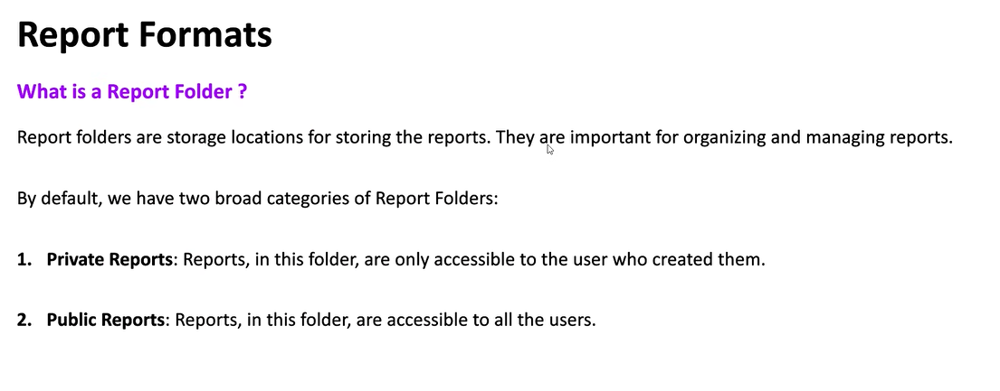 Report Formats
What is a Report Folder ?
Report folders are storage locations for storing the reports. They are important for organizing and managing reports.
By default, we have two broad categories of Report Folders:
1. Private Reports: Reports, in this folder, are only accessible to the user who created them.
2. Public Reports: Reports, in this folder, are accessible to all the users.